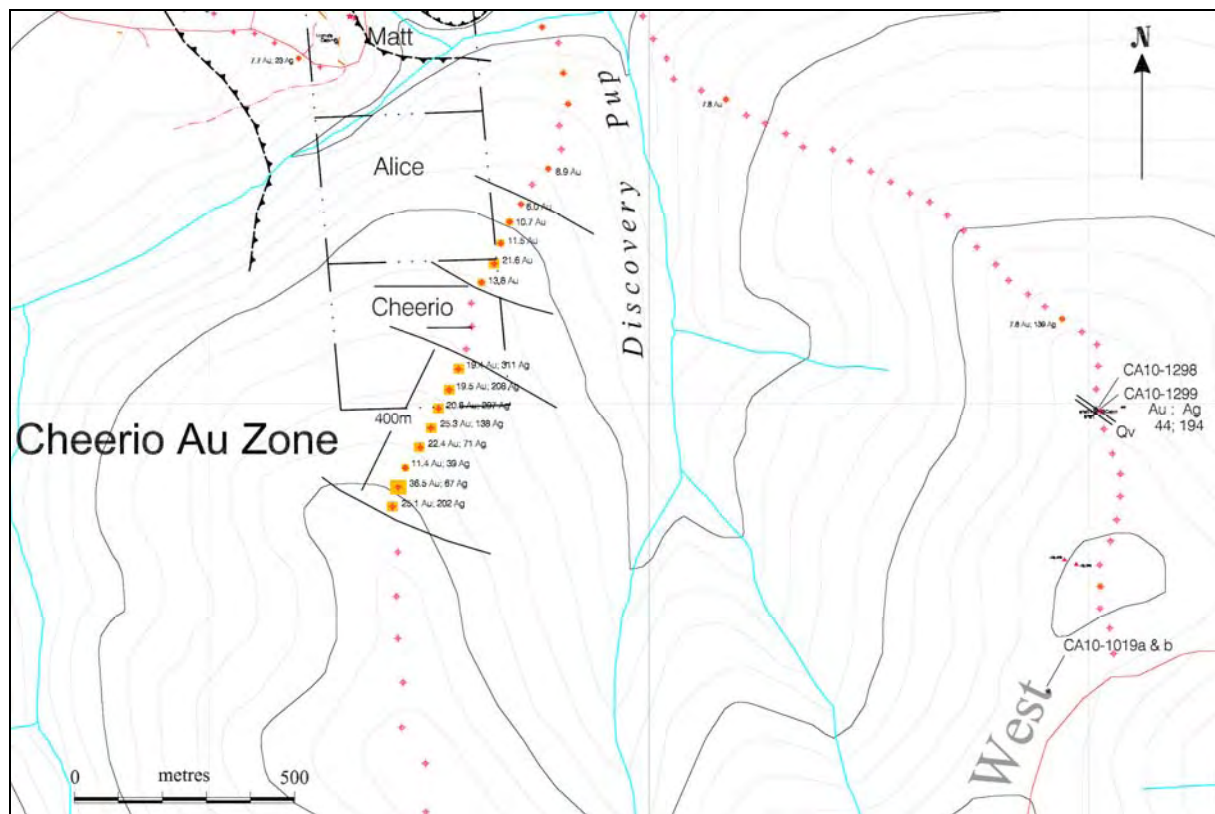 Matt
N
7.7 Au; 23 Ag
7.8 Au
Discovery Pup
Alice
8.9 Au
6.0 Au
10.7 Au
11.5 Au
21.6 Au
13.8 Au
Cheerio
7.8 Au; 139 Ag
19.4 Au; 311 Ag
19.5 Au; 208 Ag
20.6 Au; 297 Ag
400m
25.3 Au; 138 Ag
22.4 Au; 71 Ag
11.4 Au; 39 Ag
36.5 Au; 67 Ag
25.1 Au; 202 Ag
Cheerio Au Zone
CA10-1298
CA10-1299
Au : Ag
44; 194
Qv
CA10-1019a & b
West
0 metres 500